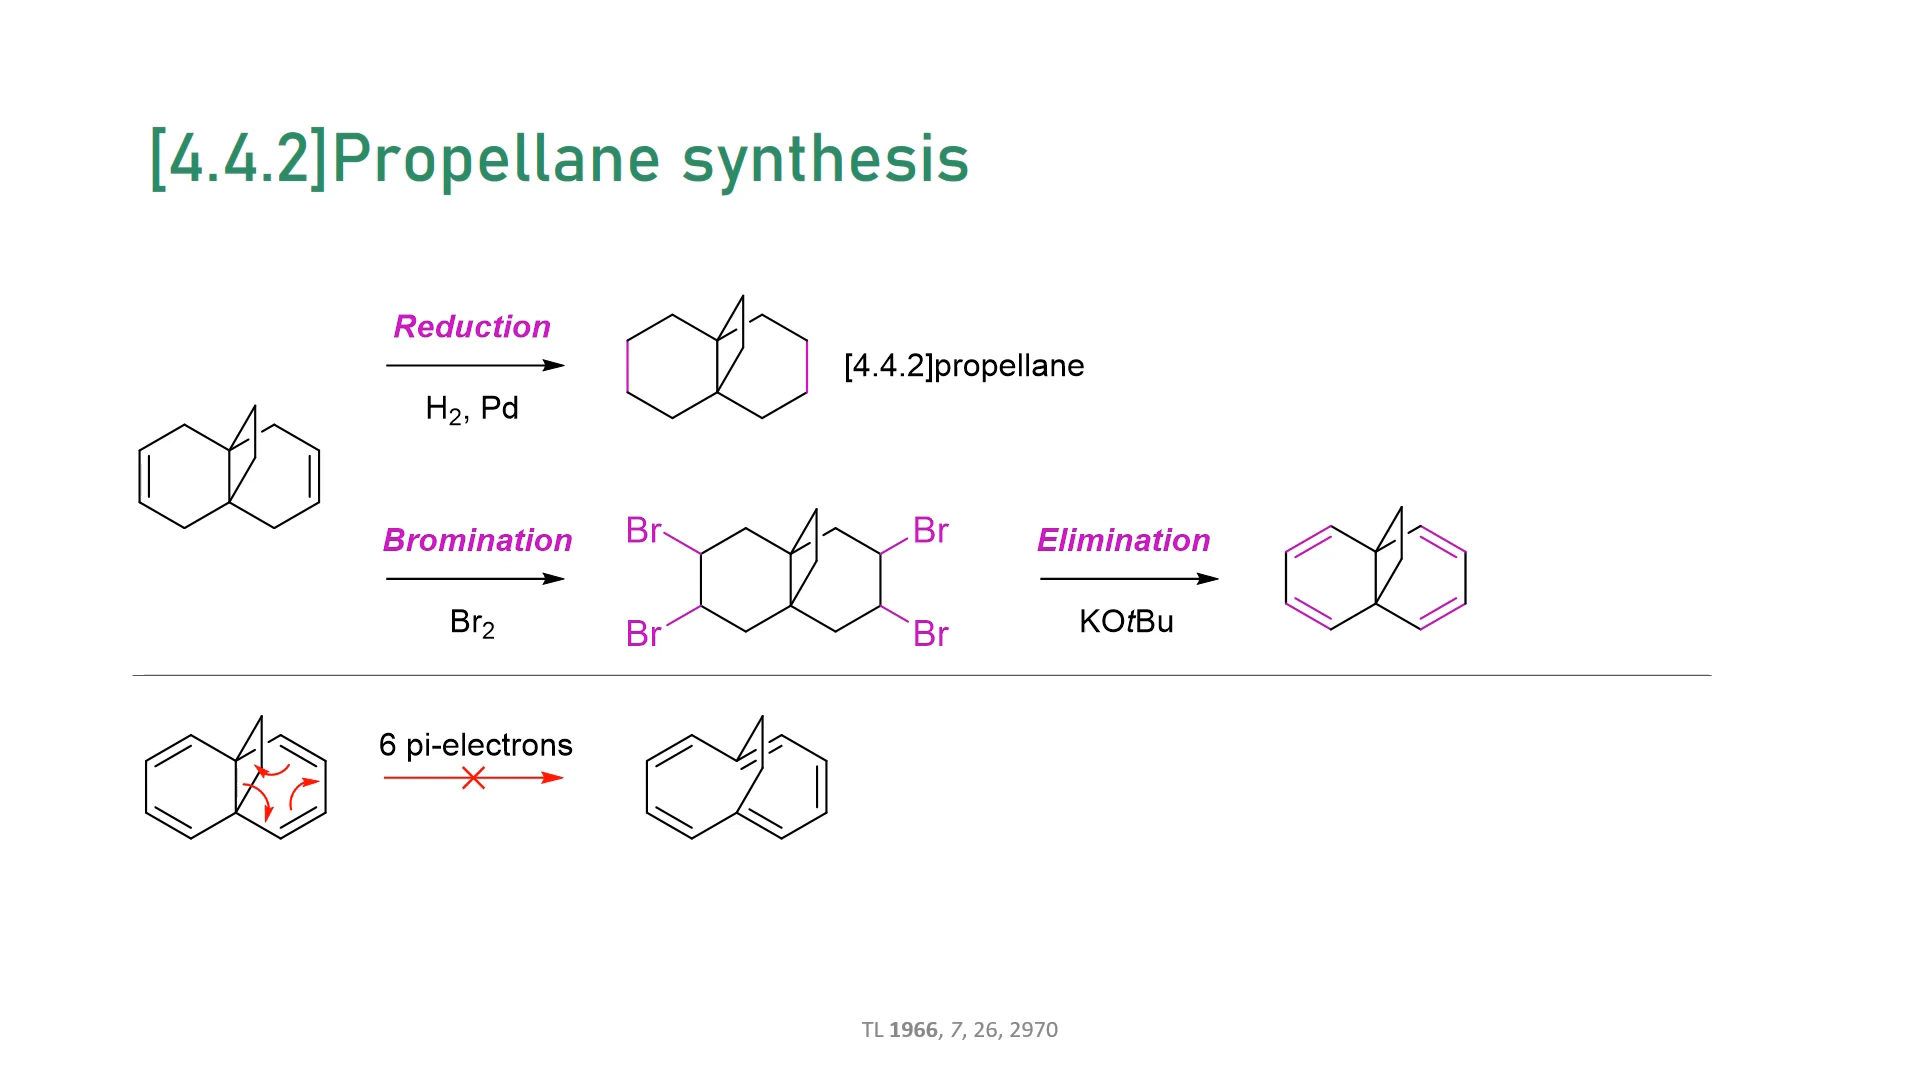 [4.4.2]Propellane synthesis
Reduction
H2, Pd
[4.4.2]propellane
Bromination
Br2
Br Br
Br Br
Elimination
KOtBu
6 pi-electrons
TL 1966, 7, 26, 2970